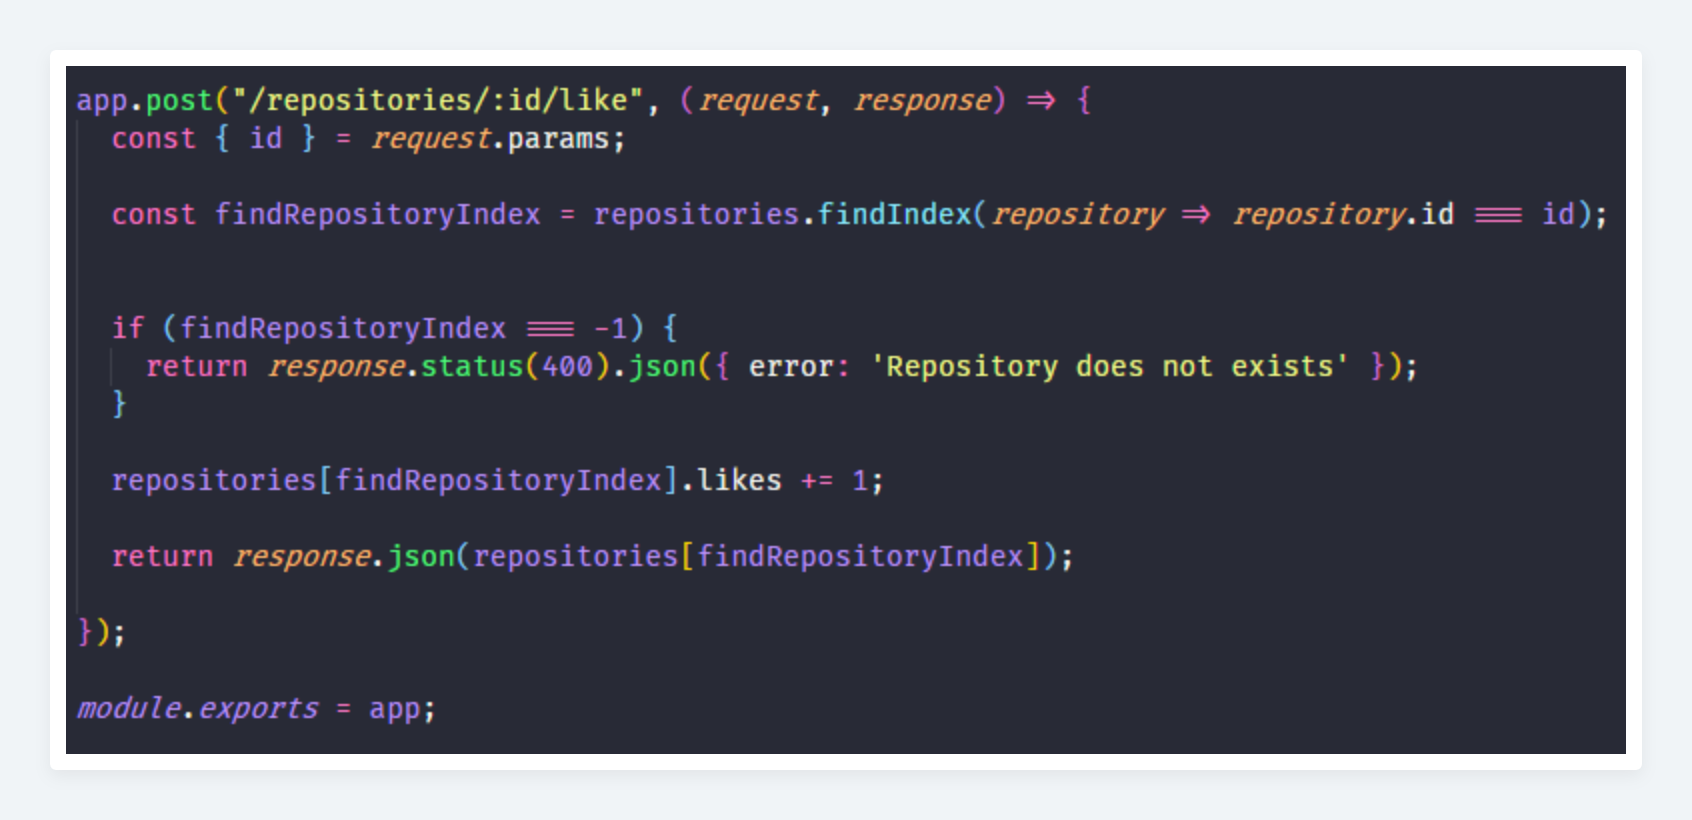 app.post("/repositories/:id/like", (request, response) => {
  const { id } = request.params;

  const findRepositoryIndex = repositories.findIndex(repository => repository.id === id);


  if (findRepositoryIndex === -1) {
    return response.status(400).json({ error: 'Repository does not exists' });
  }

  repositories[findRepositoryIndex].likes += 1;

  return response.json(repositories[findRepositoryIndex]);

});

module.exports = app;